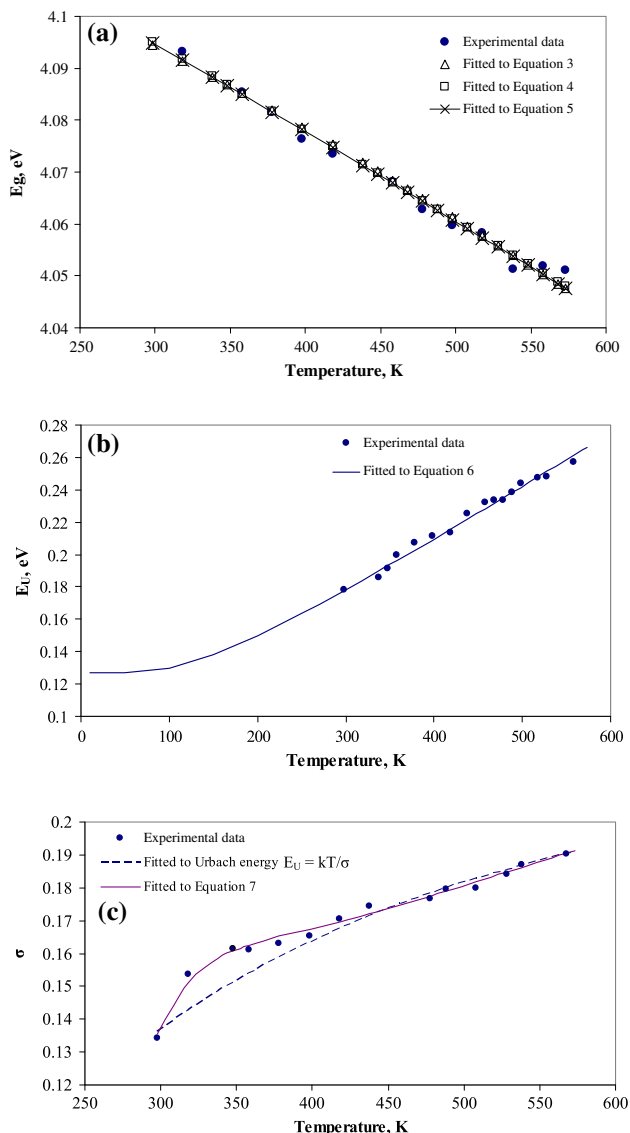 4.1
(a)
Experimental data
4.09
Fitted to Equation 3
Fitted to Equation 4
4.08
Fitted to Equation 5
4.07
Eg, eV
4.06
4.05
4.04
250 300 350 400 450 500 550 600
Temperature, K
0.28
(b)
Experimental data
0.26
Fitted to Equation 6
0.24
0.22
0.2
E_U, eV
0.18
0.16
0.14
0.12
0.1
0 100 200 300 400 500 600
Temperature, K
0.2
Experimental data
0.19
Fitted to Urbach energy E_U = kT/σ
Fitted to Equation 7
0.18
(c)
0.17
0.16
σ
0.15
0.14
0.13
0.12
250 300 350 400 450 500 550 600
Temperature, K